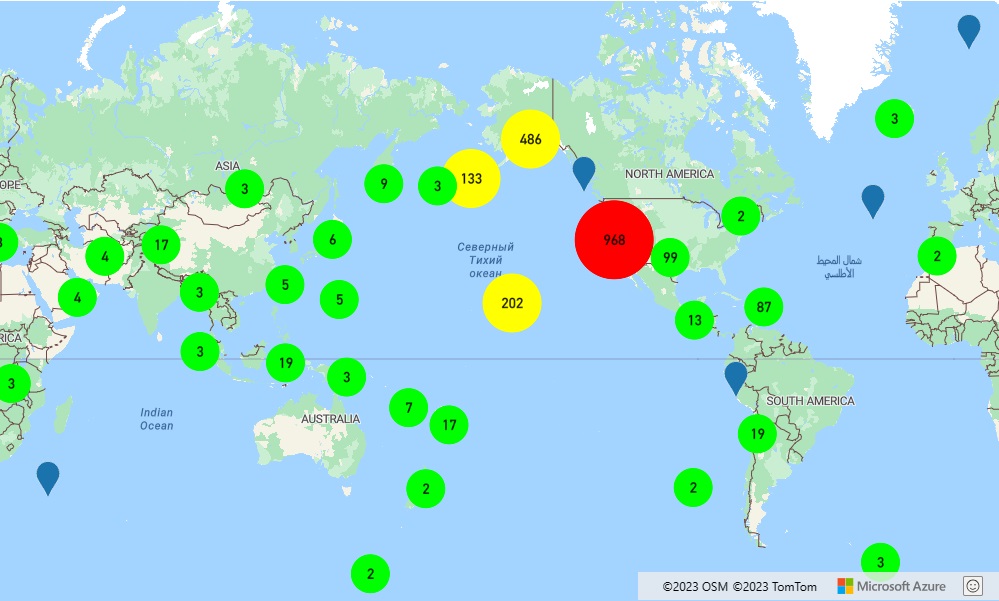 486
3
ASIA
3
9
3
133
NORTH AMERICA
OPE
2
6
968
17
4
99
2
Северный
Тихий
океан
شمال المحيط
الأطلسي
5
3
4
5
202
87
13
RICA
3
19
3
3
7
SOUTH AMERICA
Indian
Ocean
AUSTRALIA
17
19
2
2
3
2
©2023 OSM ©2023 TomTom
Microsoft Azure